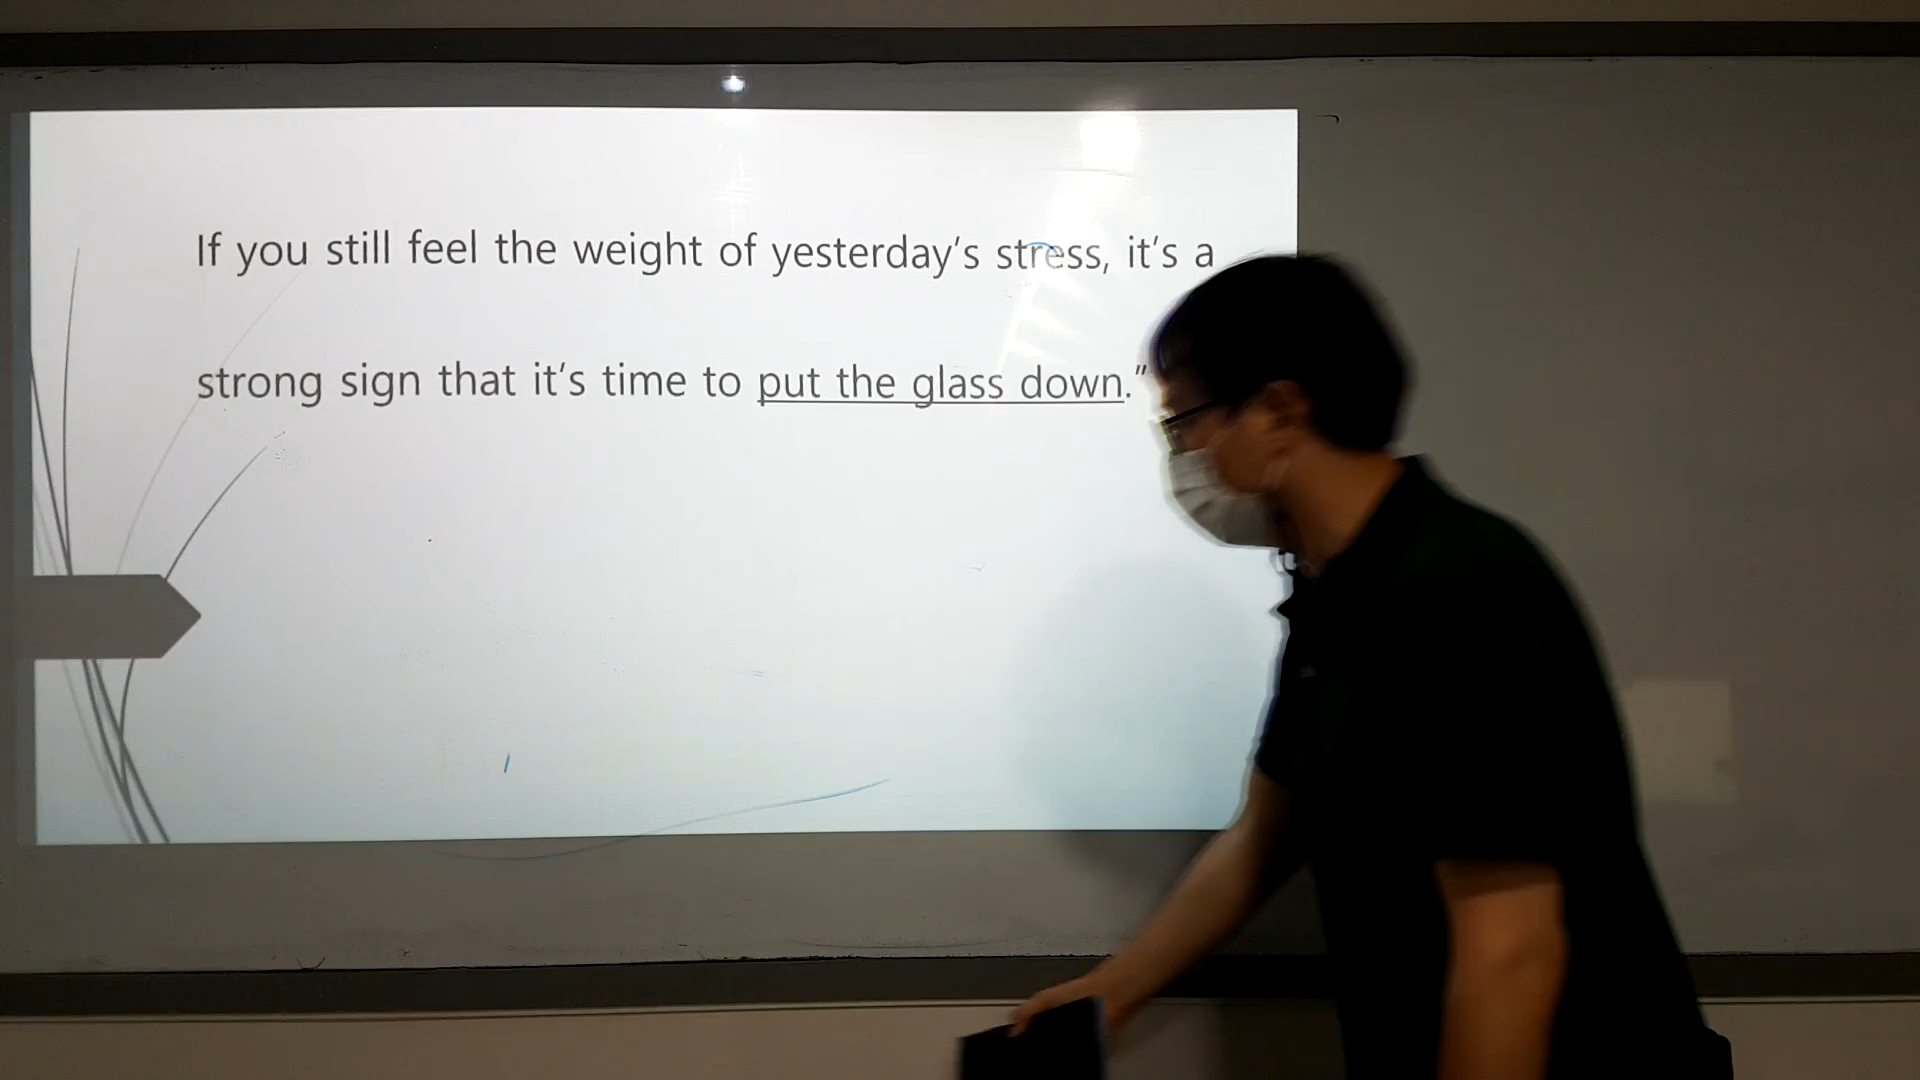 If you still feel the weight of yesterday’s stress, it’s a
strong sign that it’s time to put the glass down.”